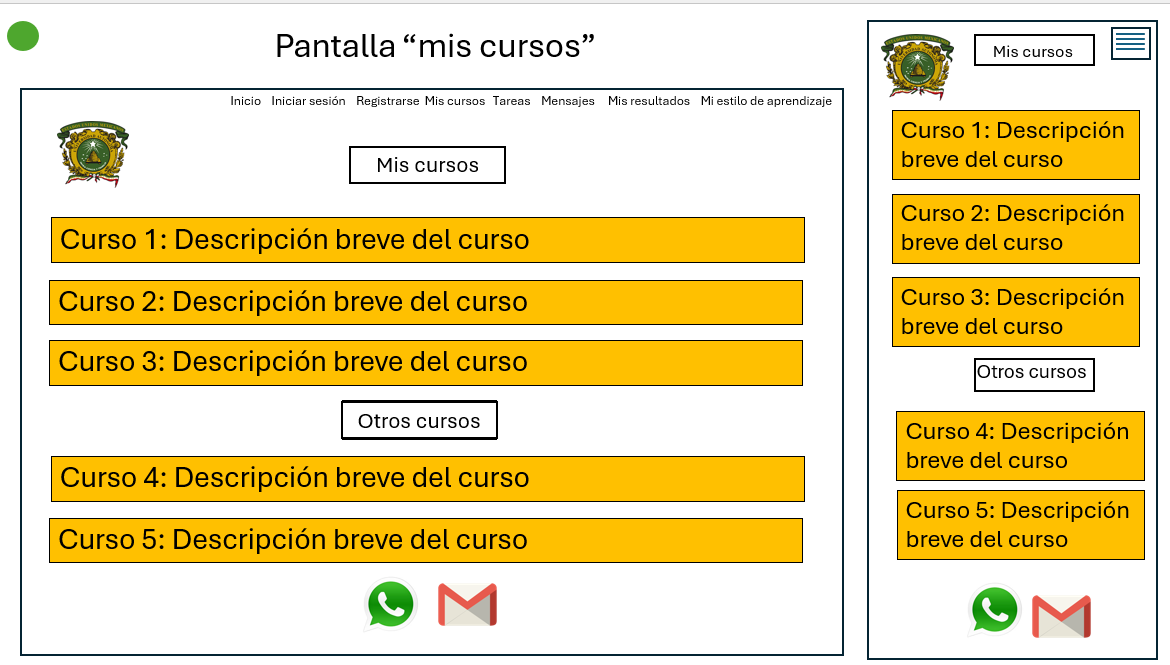 Pantalla “mis cursos”
Inicio Iniciar sesión Registrarse Mis cursos Tareas Mensajes Mis resultados Mi estilo de aprendizaje
Mis cursos
Curso 1: Descripción breve del curso
Curso 2: Descripción breve del curso
Curso 3: Descripción breve del curso
Otros cursos
Curso 4: Descripción breve del curso
Curso 5: Descripción breve del curso
Mis cursos
Curso 1: Descripción
breve del curso
Curso 2: Descripción
breve del curso
Curso 3: Descripción
breve del curso
Otros cursos
Curso 4: Descripción
breve del curso
Curso 5: Descripción
breve del curso